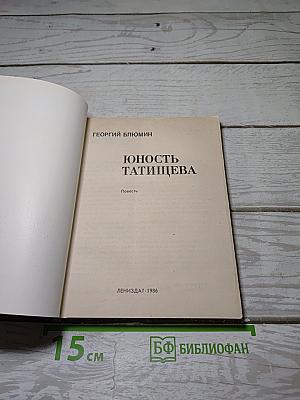 ГЕОРГИЙ БЛЮМИН
ЮНОСТЬ
ТАТИЩЕВА
Повесть
ЛЕНИЗДАТ·1986
15 см
БФ БИБЛИОФАН